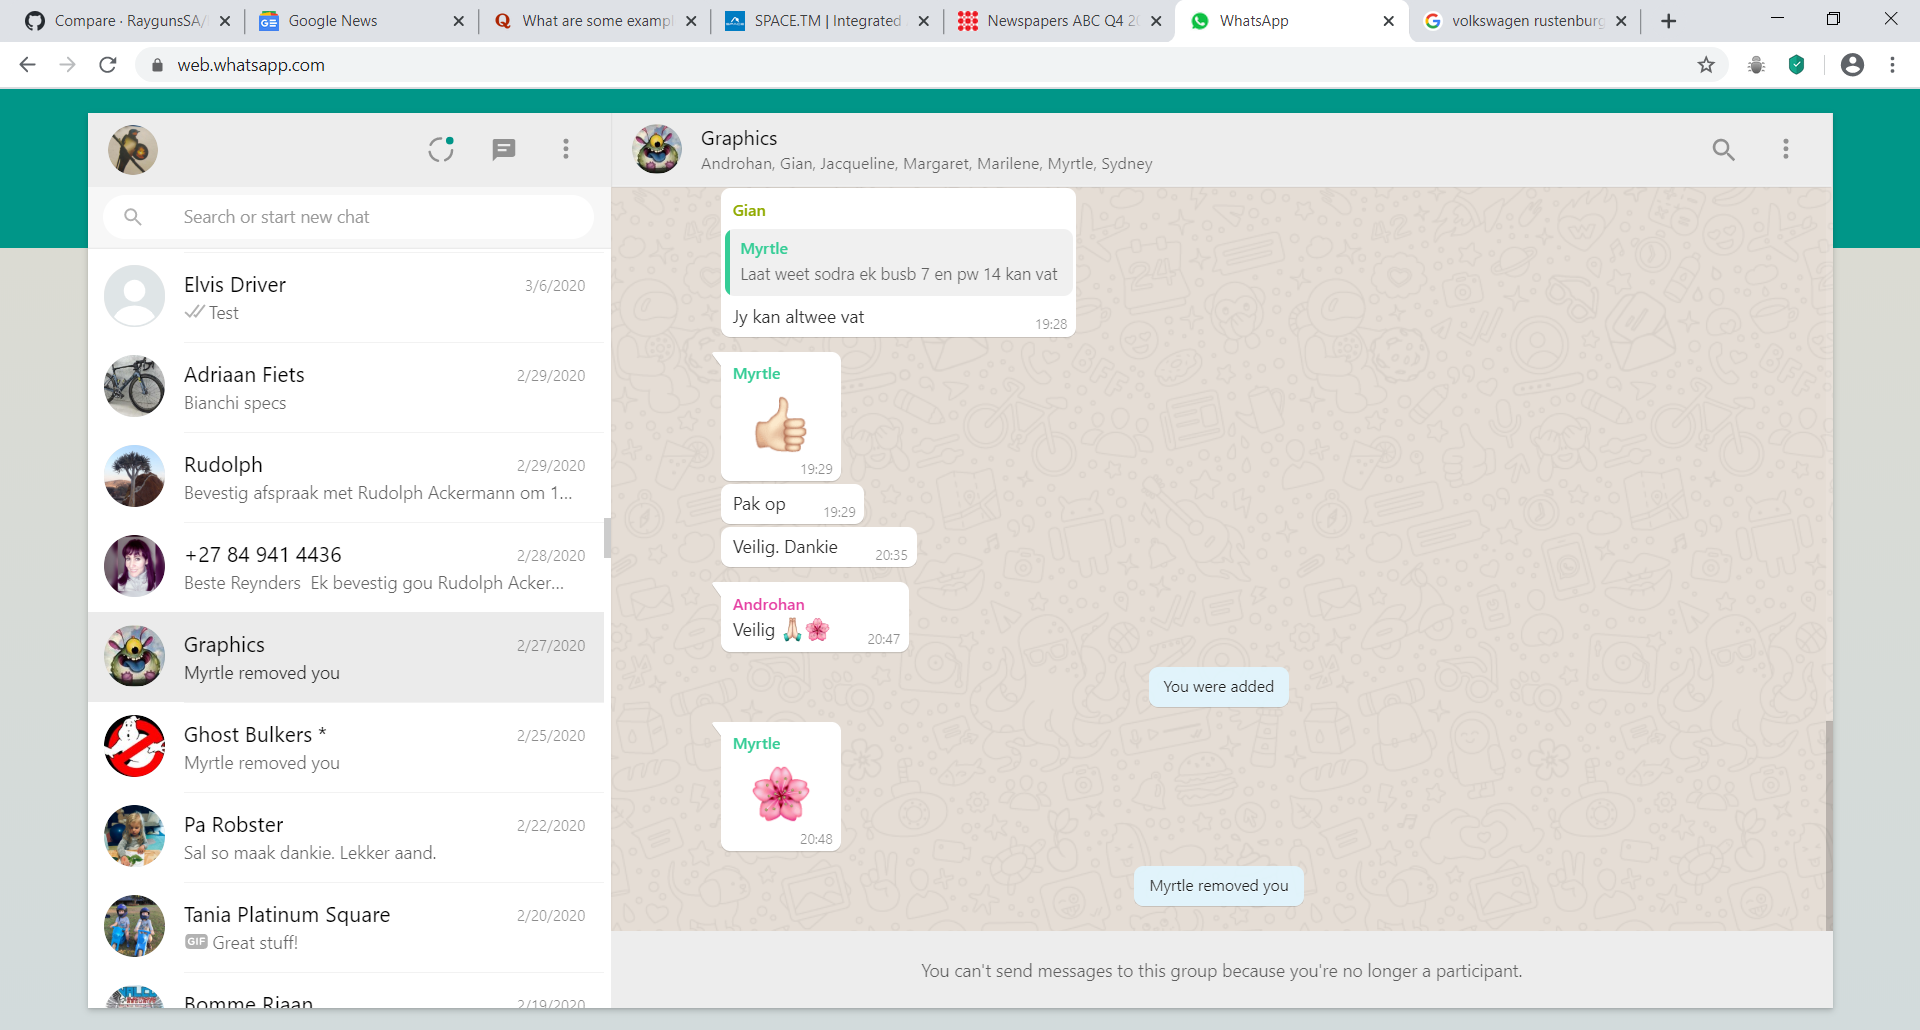 Compare · RaygunsSA/
Google News
What are some exampl
SPACE.TM | Integrated
Newspapers ABC Q4 20
WhatsApp
volkswagen rustenburg
web.whatsapp.com
Search or start new chat
Elvis Driver
3/6/2020
Test
Adriaan Fiets
2/29/2020
Bianchi specs
Rudolph
2/29/2020
Bevestig afspraak met Rudolph Ackermann om 1...
+27 84 941 4436
2/28/2020
Beste Reynders Ek bevestig gou Rudolph Acker...
Graphics
2/27/2020
Myrtle removed you
Ghost Bulkers *
2/25/2020
Myrtle removed you
Pa Robster
2/22/2020
Sal so maak dankie. Lekker aand.
Tania Platinum Square
2/20/2020
GIF Great stuff!
Bomme Riaan
2/19/2020
Graphics
Androhan, Gian, Jacqueline, Margaret, Marilene, Myrtle, Sydney
Gian
Myrtle
Laat weet sodra ek busb 7 en pw 14 kan vat
Jy kan altwee vat
19:28
Myrtle
👍🏻
19:29
Pak op
19:29
Veilig. Dankie
20:35
Androhan
Veilig 🙏🏻🌸
20:47
You were added
Myrtle
🌸
20:48
Myrtle removed you
You can't send messages to this group because you're no longer a participant.